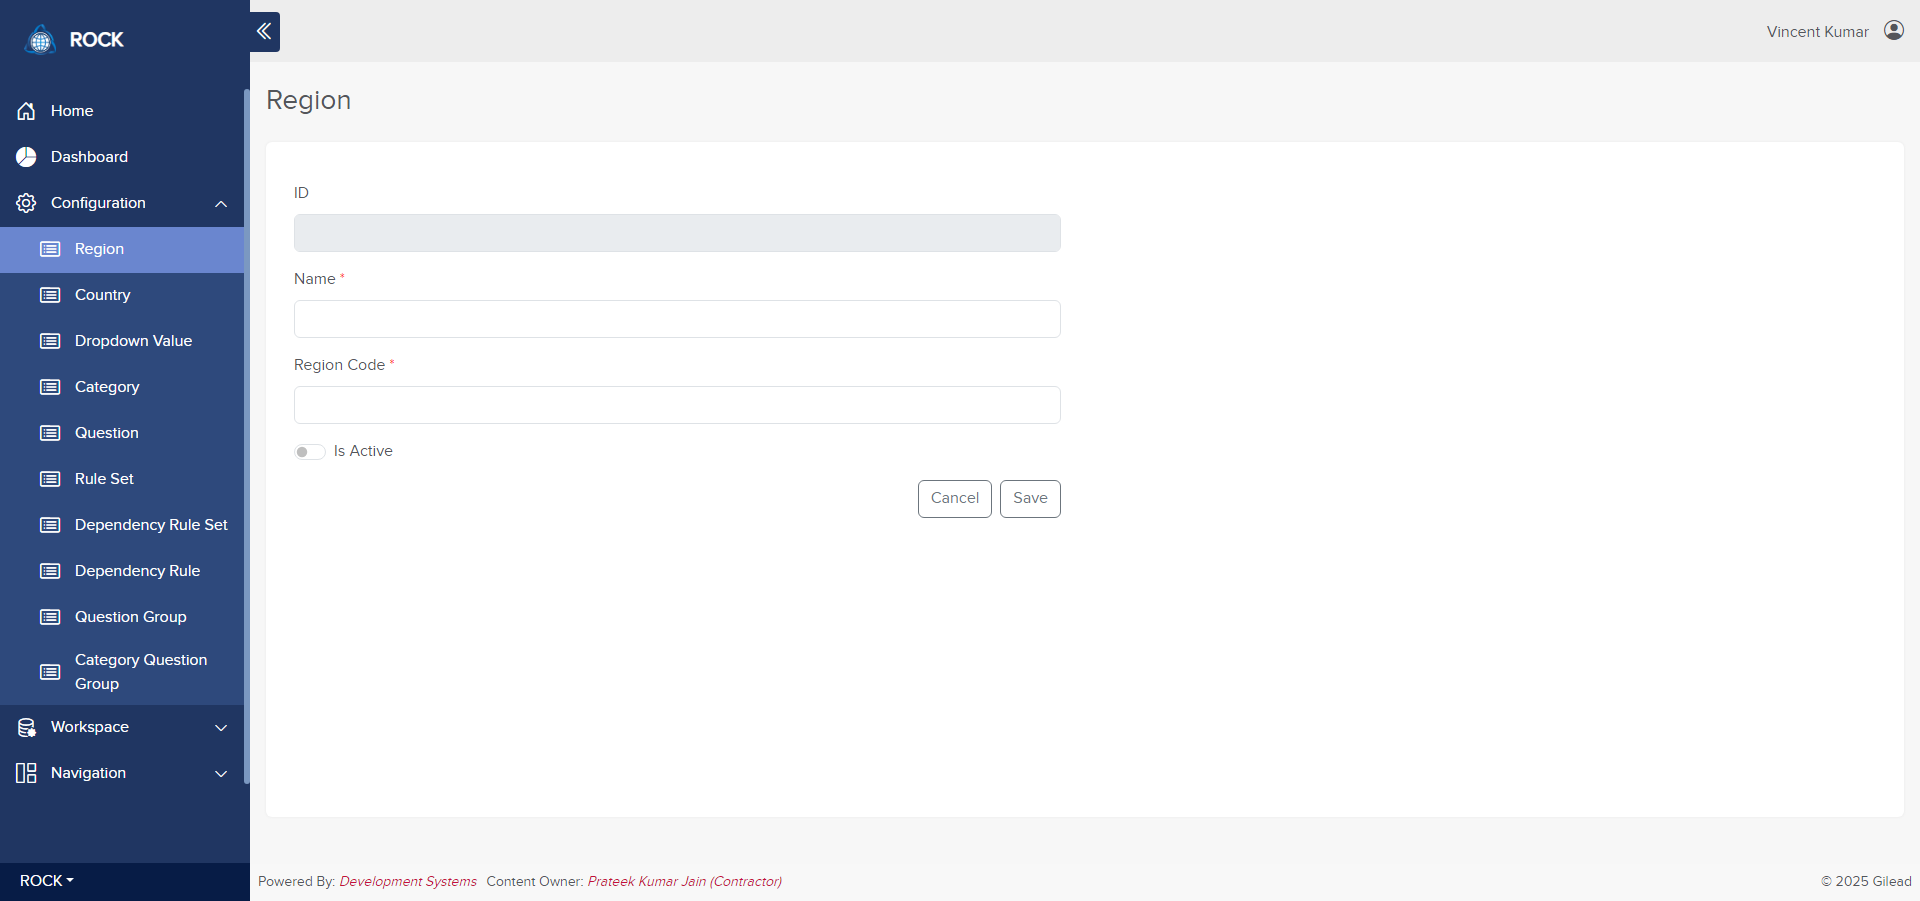 ROCK
Vincent Kumar
Home
Dashboard
Configuration
Region
Country
Dropdown Value
Category
Question
Rule Set
Dependency Rule Set
Dependency Rule
Question Group
Category Question
Group
Workspace
Navigation
ROCK
Region
ID
Name *
Region Code *
Is Active
Cancel Save
Powered By: Development Systems Content Owner: Prateek Kumar Jain (Contractor)
© 2025 Gilead